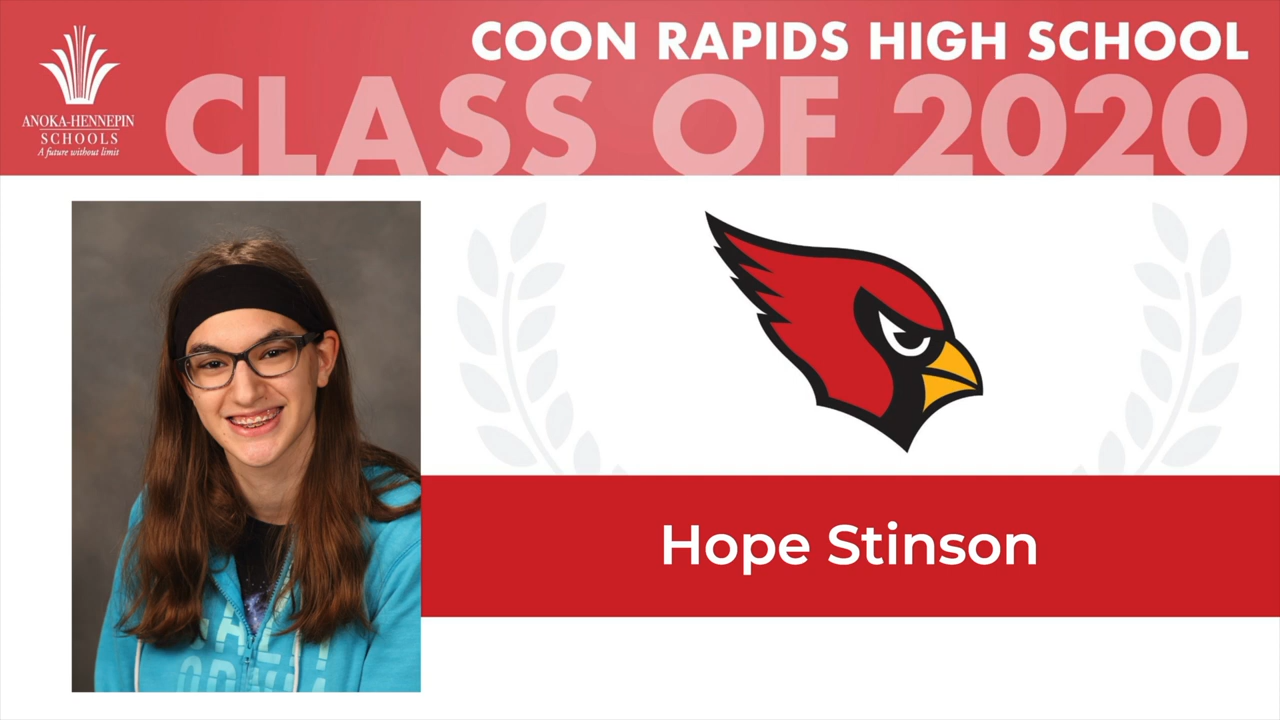 COON RAPIDS HIGH SCHOOL
CLASS OF 2020
ANOKA-HENNEPIN
SCHOOLS
A future without limit
Hope Stinson